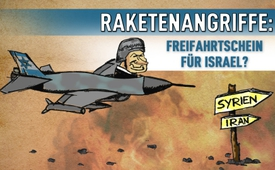 RAKETENANGRIFFE:
FREIFAHRTSCHEIN
FÜR ISRAEL?
SYRIEN
IRAN